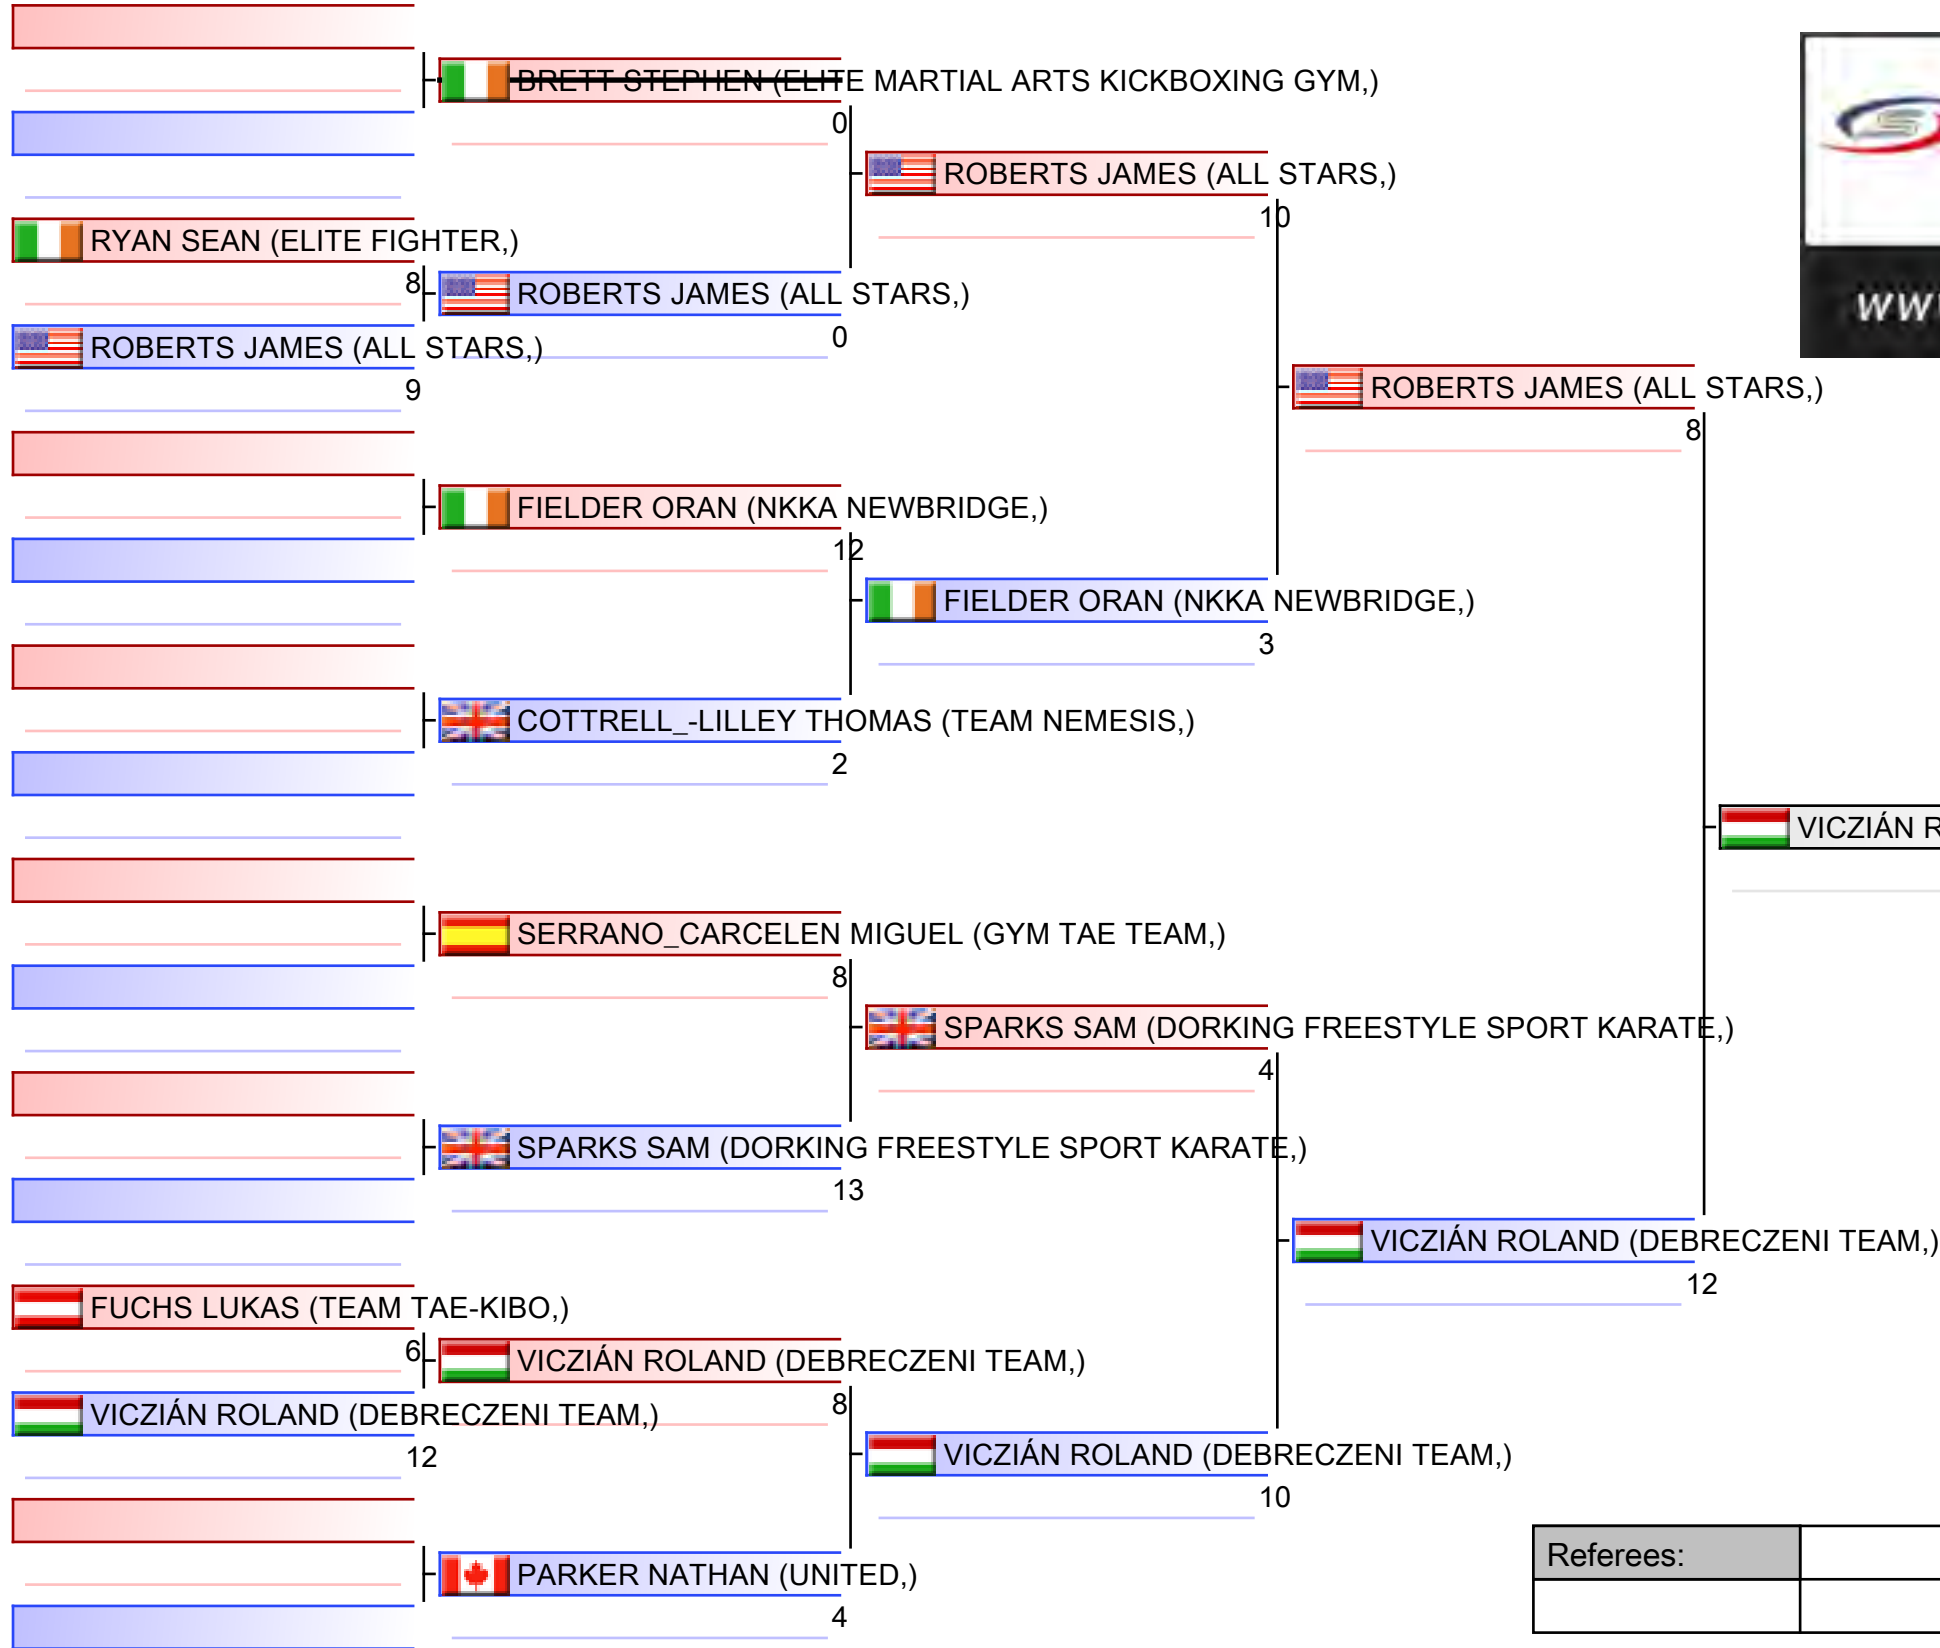 BRETT STEPHEN (ELITE MARTIAL ARTS KICKBOXING GYM,)
0
ROBERTS JAMES (ALL STARS,)
10
RYAN SEAN (ELITE FIGHTER,)
8
ROBERTS JAMES (ALL STARS,)
0
ROBERTS JAMES (ALL STARS,)
9
ROBERTS JAMES (ALL STARS,)
8
FIELDER ORAN (NKKA NEWBRIDGE,)
12
FIELDER ORAN (NKKA NEWBRIDGE,)
3
COTTRELL_-LILLEY THOMAS (TEAM NEMESIS,)
2
VICZIÁN R
SERRANO_CARCELEN MIGUEL (GYM TAE TEAM,)
8
SPARKS SAM (DORKING FREESTYLE SPORT KARATE,)
4
SPARKS SAM (DORKING FREESTYLE SPORT KARATE,)
13
VICZIÁN ROLAND (DEBRECZENI TEAM,)
12
FUCHS LUKAS (TEAM TAE-KIBO,)
6
VICZIÁN ROLAND (DEBRECZENI TEAM,)
8
VICZIÁN ROLAND (DEBRECZENI TEAM,)
12
VICZIÁN ROLAND (DEBRECZENI TEAM,)
10
PARKER NATHAN (UNITED,)
4
Referees: